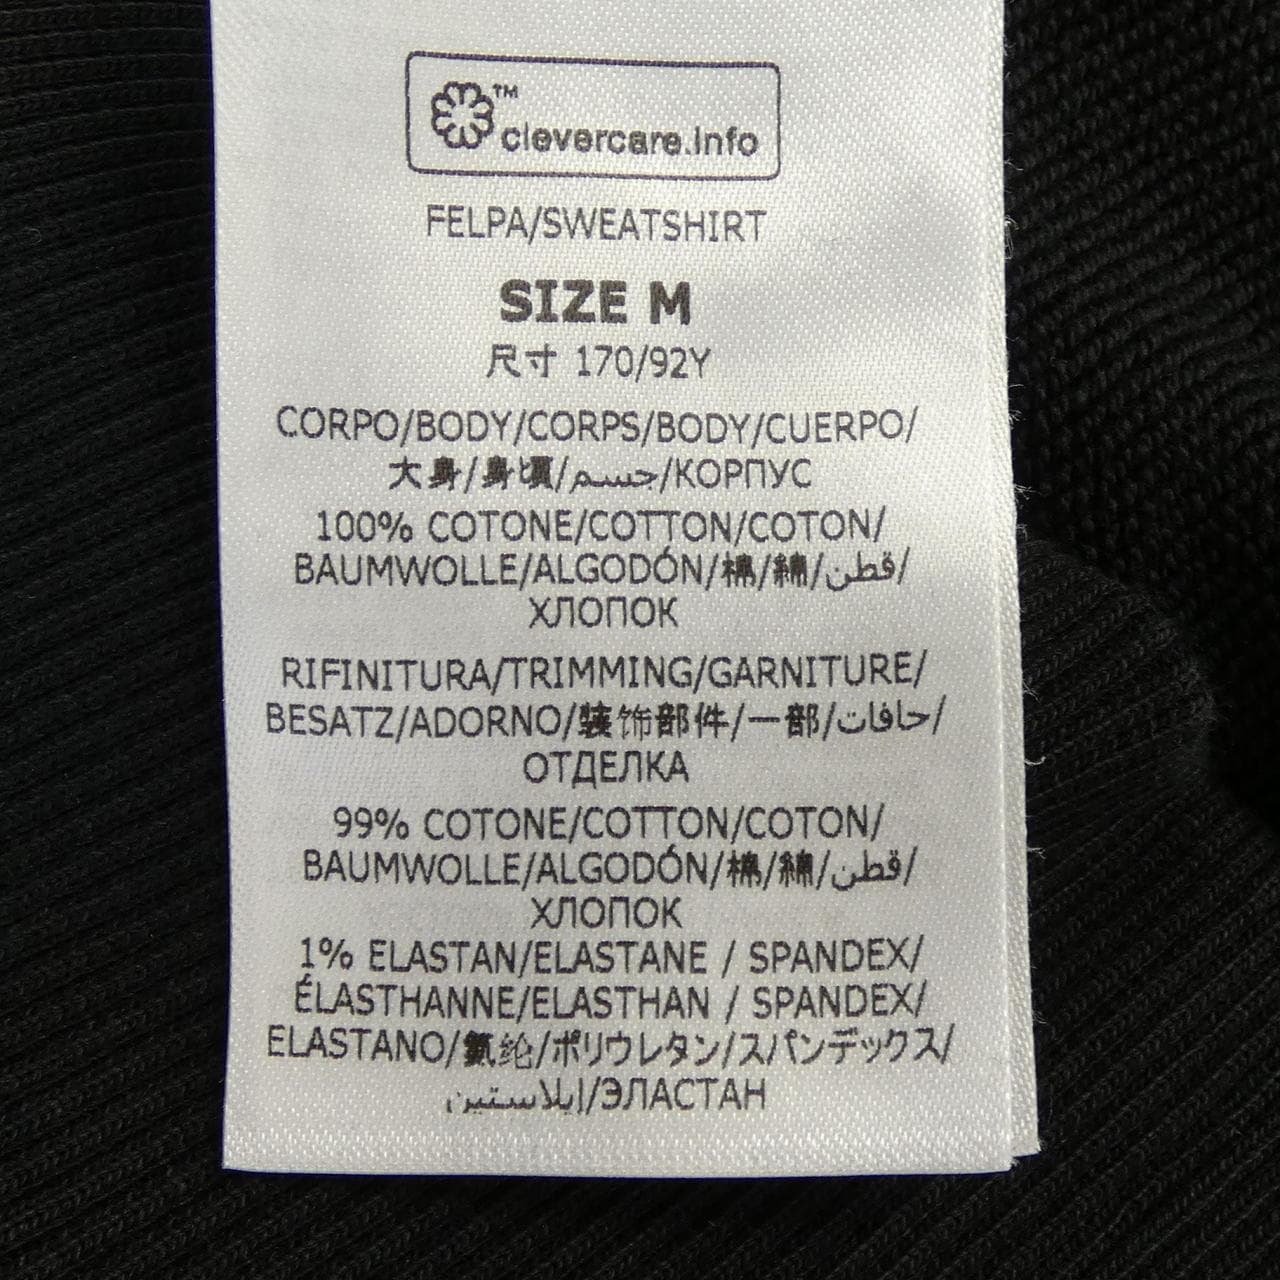 ™
clevercare.info
FELPA/SWEATSHIRT
SIZE M
尺寸 170/92Y
CORPO/BODY/CORPS/BODY/CUERPO/
大身/身頃/جسم/КОРПУС
100% COTONE/COTTON/COTON/
BAUMWOLLE/ALGODÓN/棉/綿/قطن/
ХЛОПОК
RIFINITURA/TRIMMING/GARNITURE/
BESATZ/ADORNO/装饰部件/一部/حافات/
ОТДЕЛКА
99% COTONE/COTTON/COTON/
BAUMWOLLE/ALGODÓN/棉/綿/قطن/
ХЛОПОК
1% ELASTAN/ELASTANE / SPANDEX/
ÉLASTHANNE/ELASTHAN / SPANDEX/
ELASTANO/氨纶/ポリウレタン/スパンデックス/
إيلاستين/ЭЛАСТАН